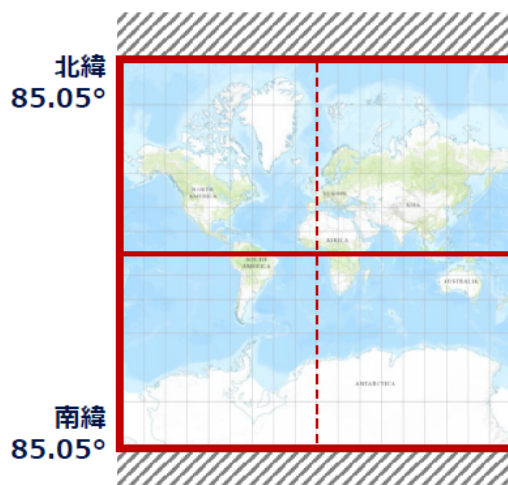 北緯
85.05°
NORTH
AMERICA
EUROPE
ASIA
AFRICA
SOUTH
AMERICA
AUSTRALIA
ANTARCTICA
南緯
85.05°